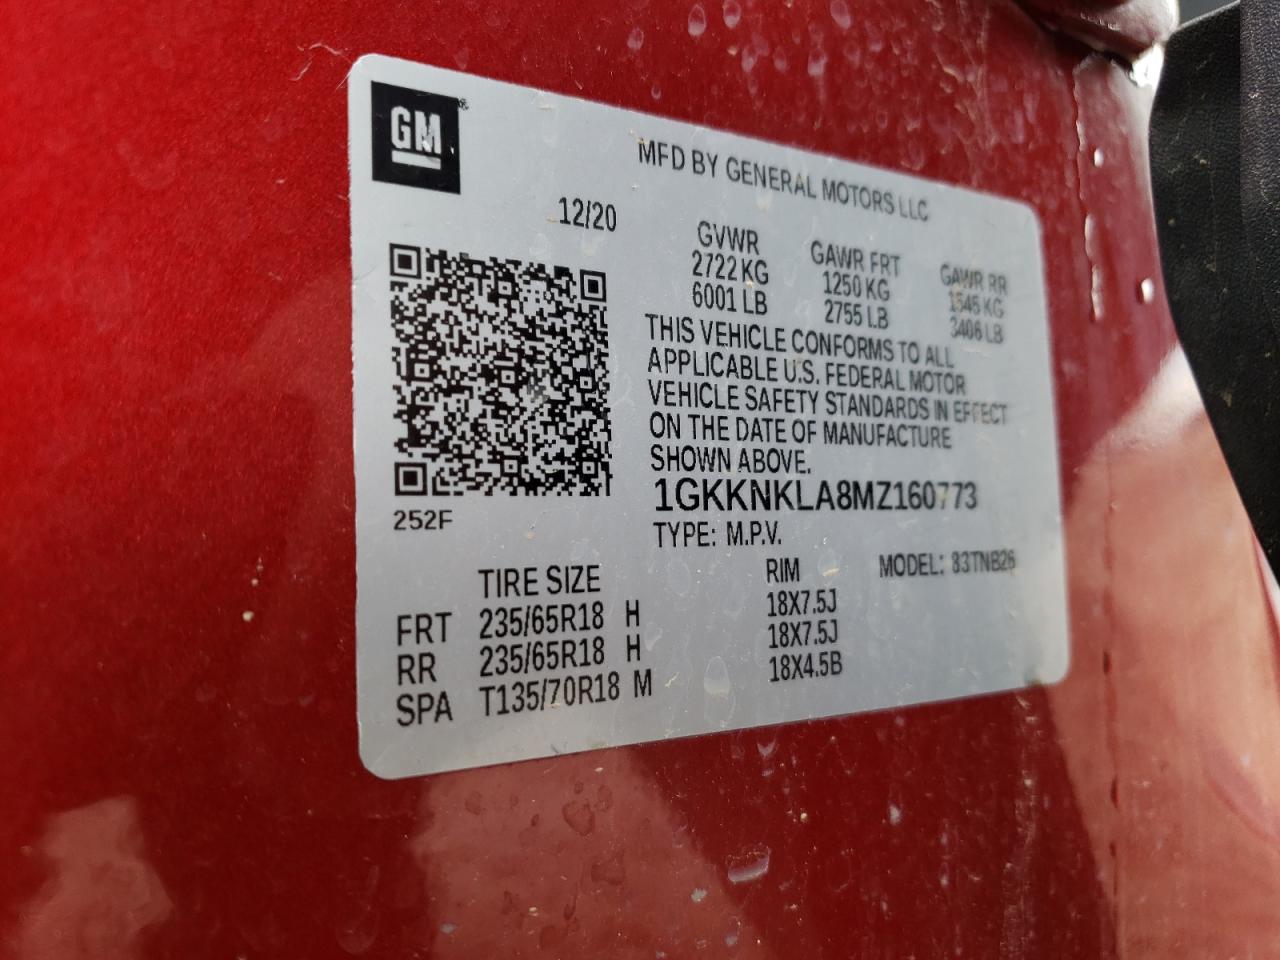 GM
MFD BY GENERAL MOTORS LLC
12/20
GVWR GAWR FRT GAWR RR
2722 KG 1250 KG 1545 KG
6001 LB 2755 LB 3406 LB
THIS VEHICLE CONFORMS TO ALL
APPLICABLE U.S. FEDERAL MOTOR
VEHICLE SAFETY STANDARDS IN EFFECT
ON THE DATE OF MANUFACTURE
SHOWN ABOVE.
1GKKNKLA8MZ160773
252F
TYPE: M.P.V.
MODEL: 83TNB26
TIRE SIZE RIM
FRT 235/65R18 H 18X7.5J
RR 235/65R18 H 18X7.5J
SPA T135/70R18 M 18X4.5B